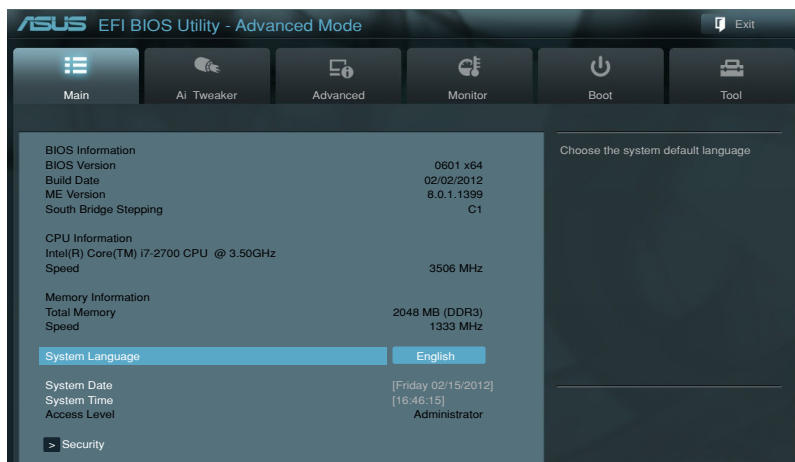 ASUS EFI BIOS Utility - Advanced Mode Exit
Main Ai Tweaker Advanced Monitor Boot Tool
BIOS Information
BIOS Version 0601 x64
Build Date 02/02/2012
ME Version 8.0.1.1399
South Bridge Stepping C1
CPU Information
Intel(R) Core(TM) i7-2700 CPU @ 3.50GHz
Speed 3506 MHz
Memory Information
Total Memory 2048 MB (DDR3)
Speed 1333 MHz
System Language English
System Date [Friday 02/15/2012]
System Time [16:46:15]
Access Level Administrator
> Security
Choose the system default language